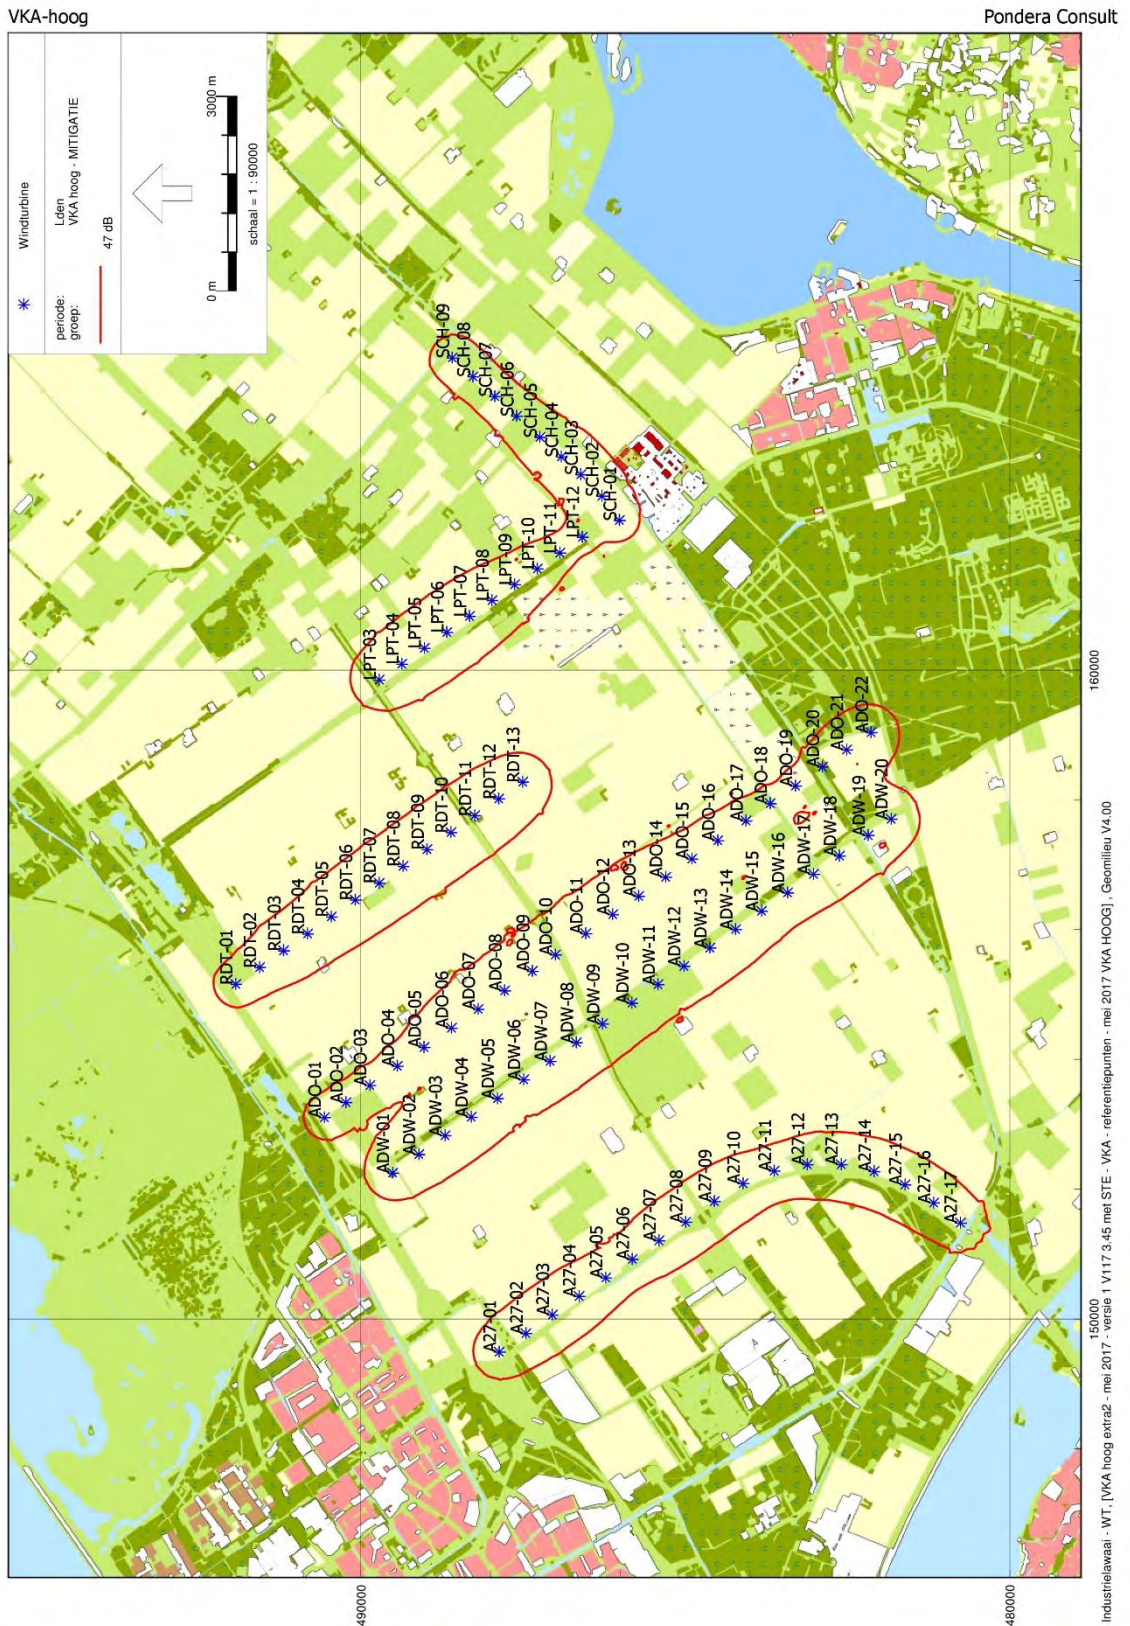 VKA-hoog
Pondera Consult
Windturbine
periode:
Lden
groep:
VKA hoog - MITIGATIE
47 dB
0 m
3000 m
schaal = 1 : 90000
SCH-09
SCH-08
SCH-07
SCH-06
SCH-05
SCH-04
SCH-03
SCH-02
SCH-01
LPT-03
LPT-04
LPT-05
LPT-06
LPT-07
LPT-08
LPT-09
LPT-10
LPT-11
LPT-12
RDT-01
RDT-02
RDT-03
RDT-04
RDT-05
RDT-06
RDT-07
RDT-08
RDT-09
RDT-10
RDT-11
RDT-12
RDT-13
ADO-01
ADO-02
ADO-03
ADO-04
ADO-05
ADO-06
ADO-07
ADO-08
ADO-09
ADO-10
ADO-11
ADO-12
ADO-13
ADO-14
ADO-15
ADO-16
ADO-17
ADO-18
ADO-19
ADO-20
ADO-21
ADO-22
ADW-01
ADW-02
ADW-03
ADW-04
ADW-05
ADW-06
ADW-07
ADW-08
ADW-09
ADW-10
ADW-11
ADW-12
ADW-13
ADW-14
ADW-15
ADW-16
ADW-17
ADW-18
ADW-19
ADW-20
A27-01
A27-02
A27-03
A27-04
A27-05
A27-06
A27-07
A27-08
A27-09
A27-10
A27-11
A27-12
A27-13
A27-14
A27-15
A27-16
A27-17
160000
150000
490000
480000
Industrielawaai - WT, [VKA hoog extra2 - mei 2017 - versie 1 V117 3.45 met STE - VKA - referentiepunten - mei 2017 VKA HOOG] , Geomilieu V4.00